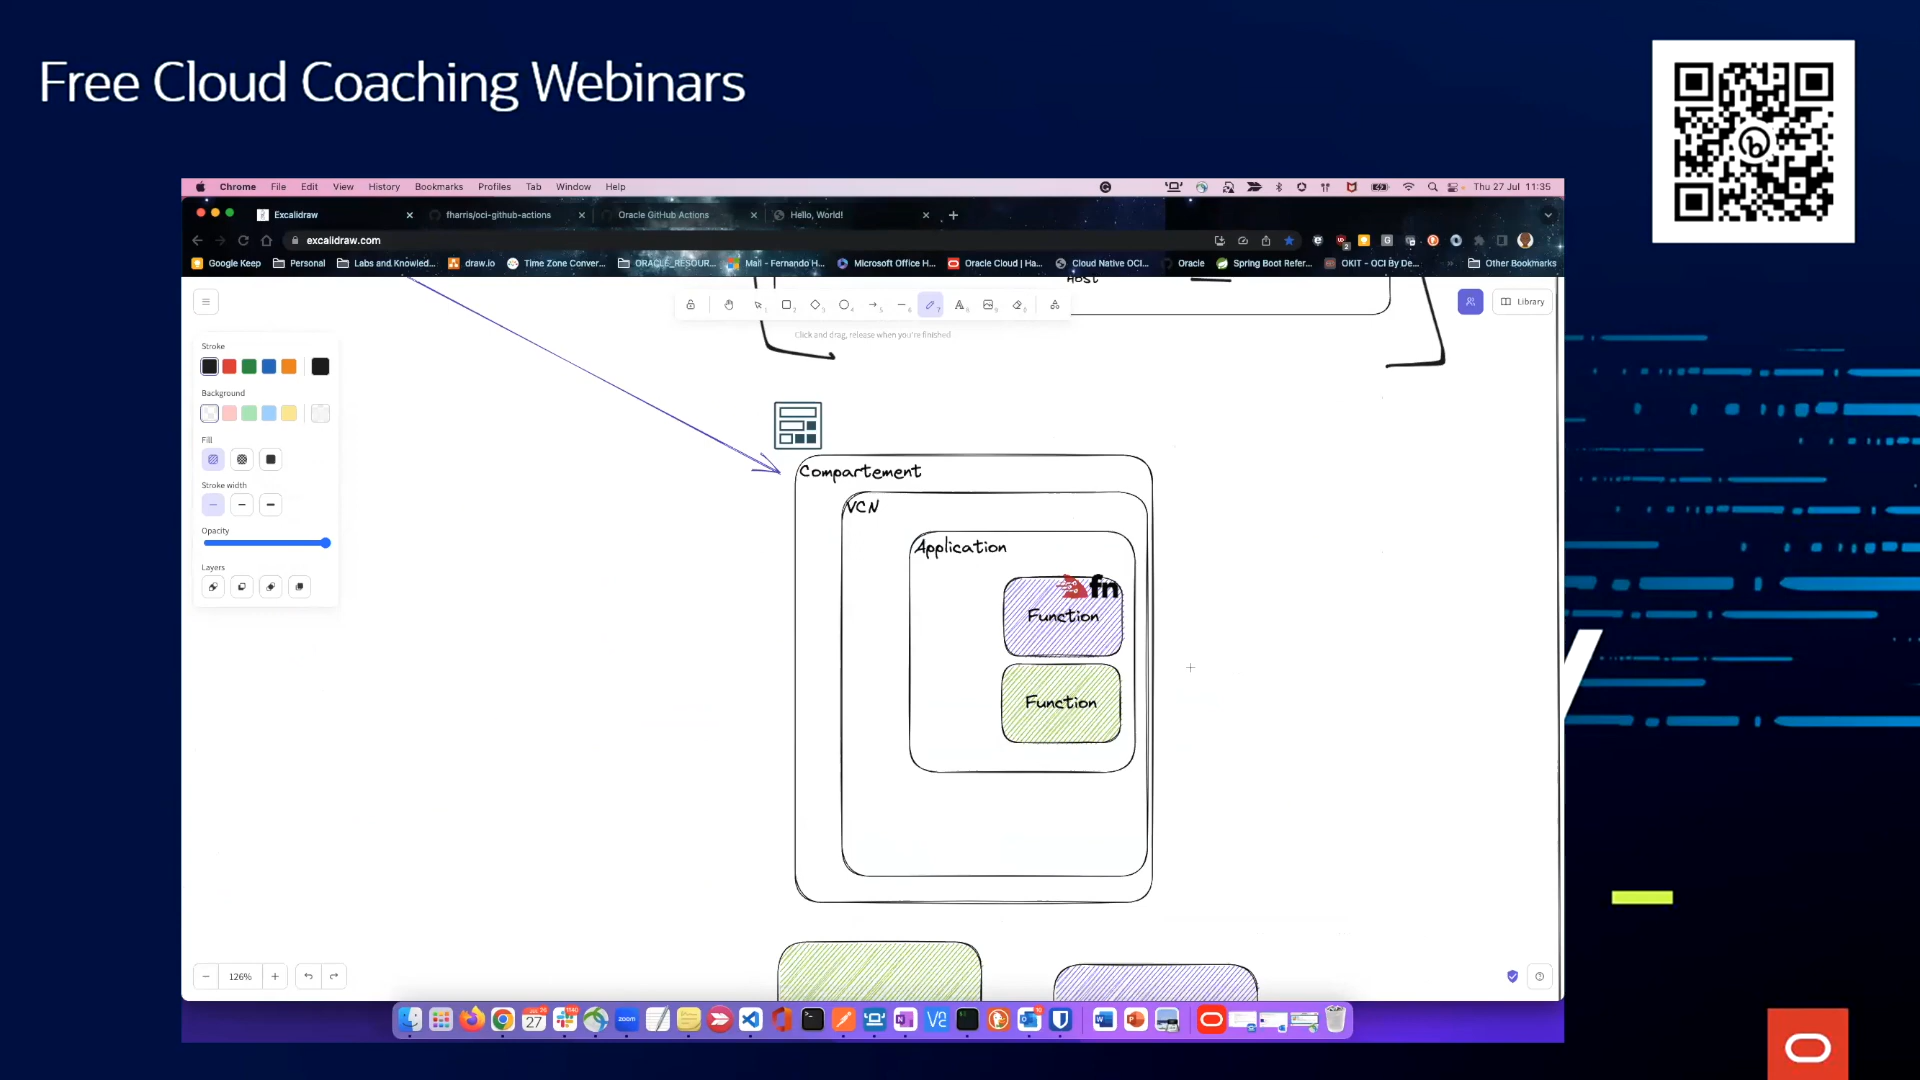 Free Cloud Coaching Webinars
Chrome File Edit View History Bookmarks Profiles Tab Window Help Thu 27 Jul 11:35
Excalidraw fharris/oci-github-actions Oracle GitHub Actions Hello, World!
excalidraw.com
Google Keep Personal Labs and Knowled... draw.io Time Zone Conver... ORACLE_RESOUR... Mail - Fernando H... Microsoft Office H... Oracle Cloud | Ha... Cloud Native OCI... Oracle Spring Boot Refer... OKIT - OCI By De... Other Bookmarks
Host
Library
Click and drag, release when you're finished
Stroke
Background
Fill
Stroke width
Opacity
Layers
Compartement
VCN
Application
fn
Function
Function
126%
27
zoom